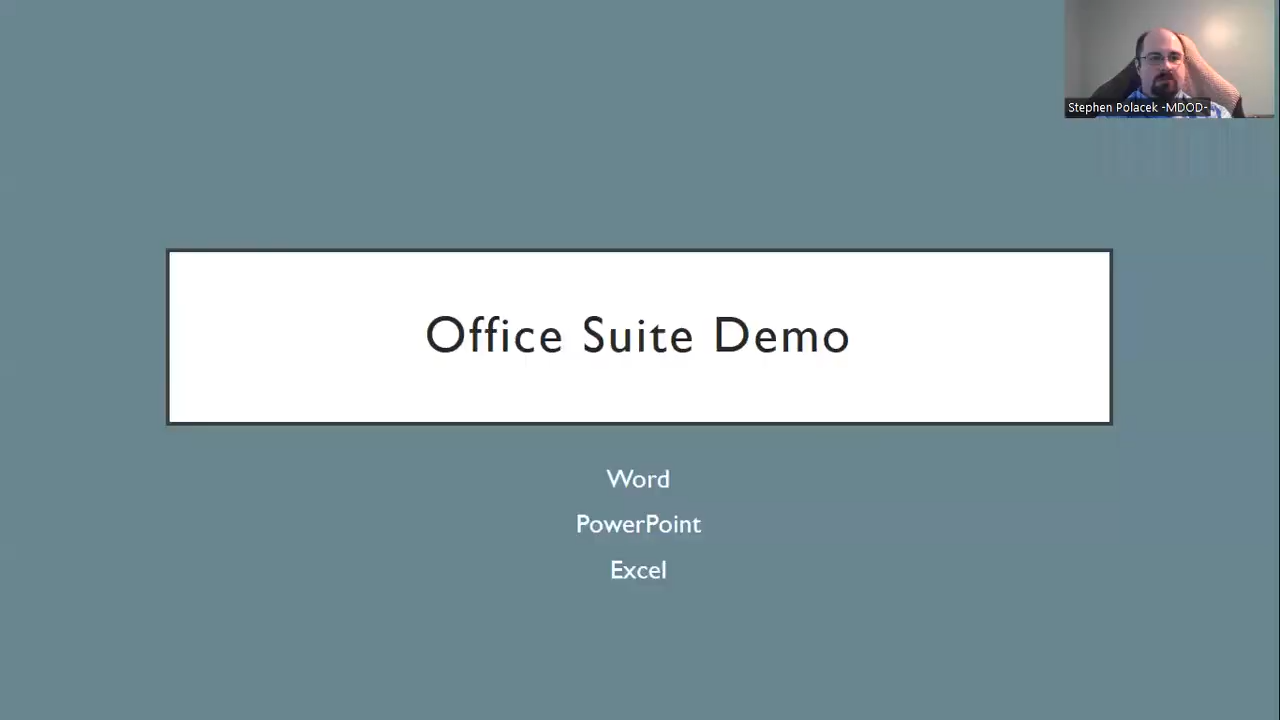 Stephen Polacek -MDOD-
Office Suite Demo
Word
PowerPoint
Excel